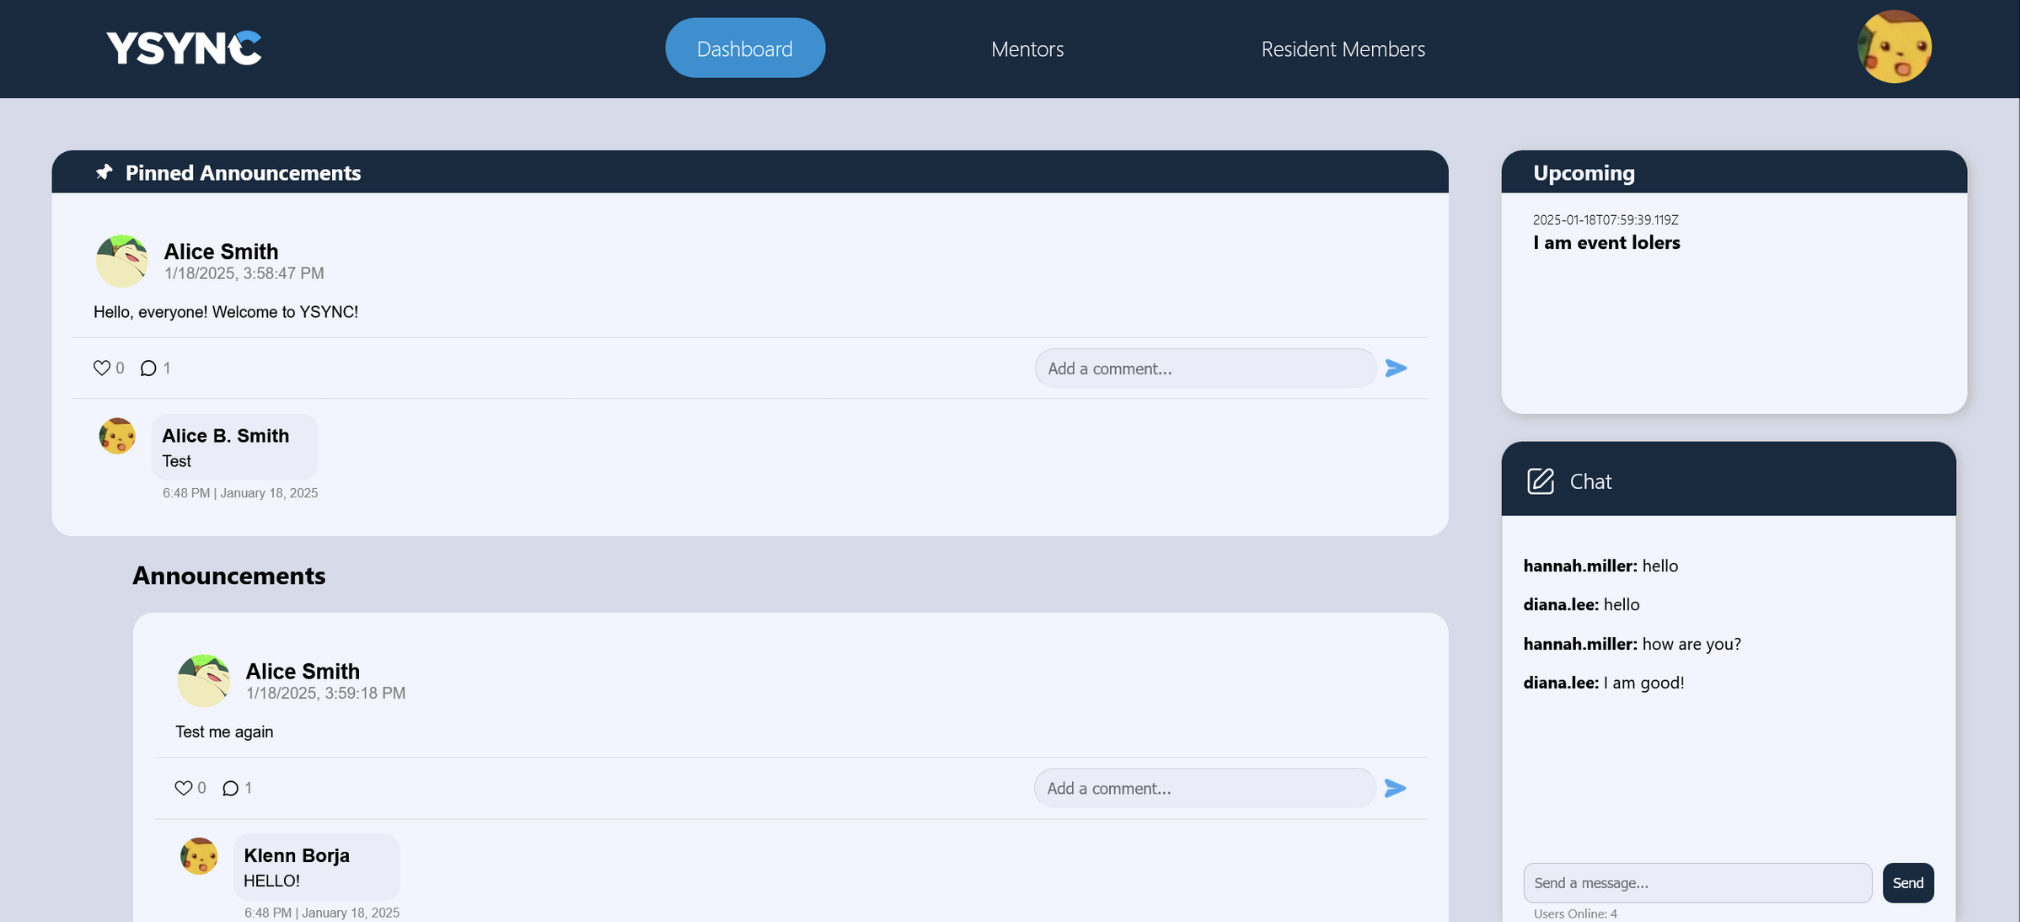 YSYNC
Dashboard
Mentors
Resident Members
Pinned Announcements
Alice Smith
1/18/2025, 3:58:47 PM
Hello, everyone! Welcome to YSYNC!
0 1
Add a comment...
Alice B. Smith
Test
6:48 PM | January 18, 2025
Announcements
Alice Smith
1/18/2025, 3:59:18 PM
Test me again
0 1
Add a comment...
Klenn Borja
HELLO!
6:48 PM | January 18, 2025
Upcoming
2025-01-18T07:59:39.119Z
I am event lolers
Chat
hannah.miller: hello
diana.lee: hello
hannah.miller: how are you?
diana.lee: I am good!
Send a message...
Send
Users Online: 4